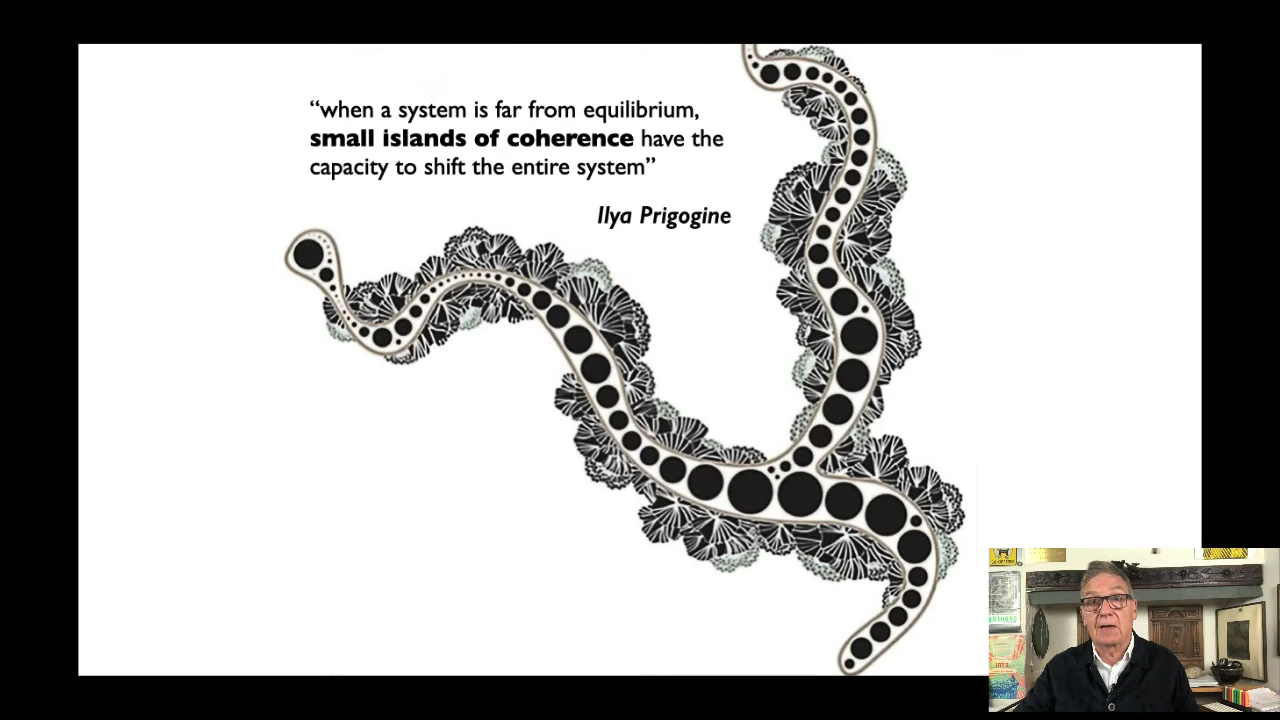 “when a system is far from equilibrium,
small islands of coherence have the
capacity to shift the entire system”
Ilya Prigogine